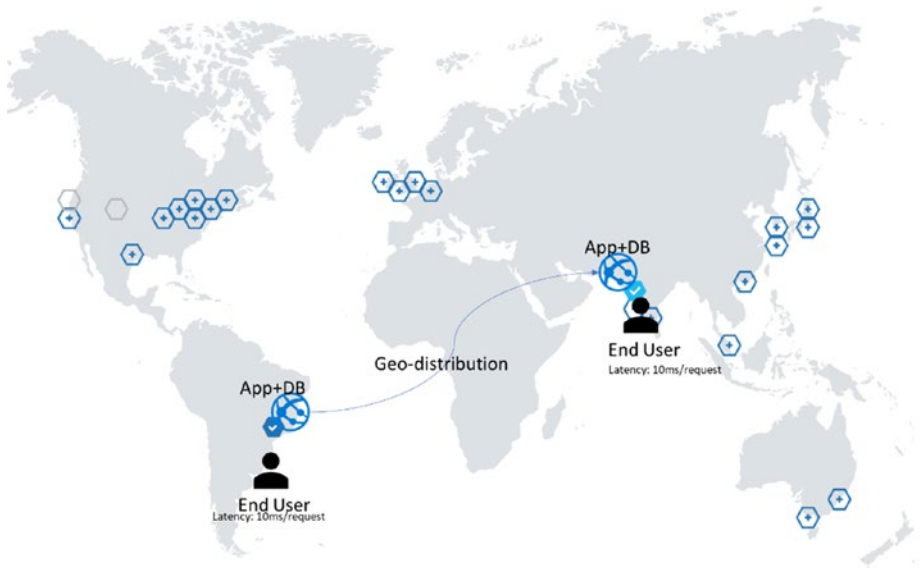 App+DB
End User
Latency: 10ms/request
Geo-distribution
App+DB
End User
Latency: 10ms/request